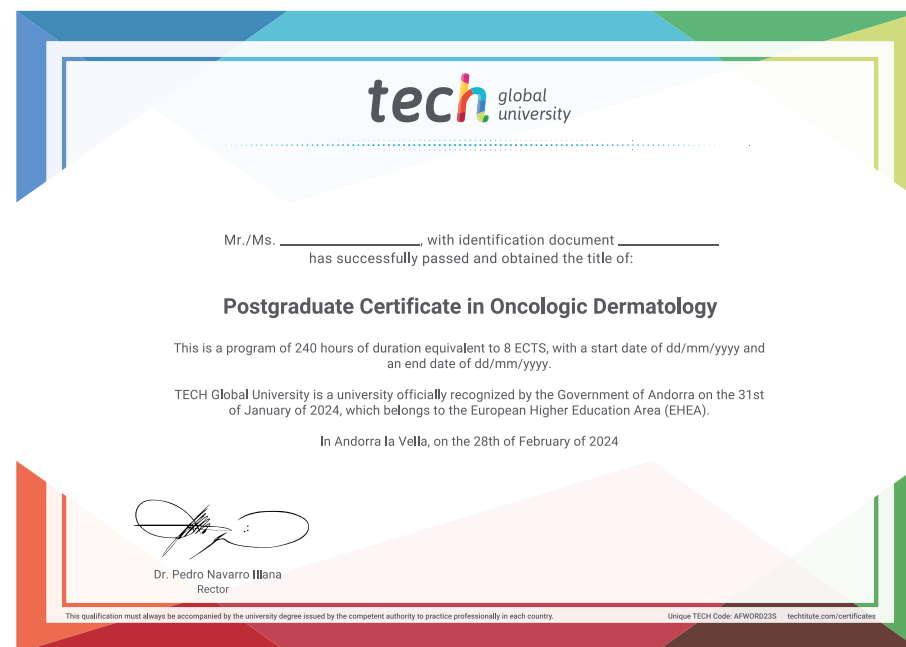 tech global university
Mr./Ms. ____________________, with identification document ______________
has successfully passed and obtained the title of:
Postgraduate Certificate in Oncologic Dermatology
This is a program of 240 hours of duration equivalent to 8 ECTS, with a start date of dd/mm/yyyy and
an end date of dd/mm/yyyy.
TECH Global University is a university officially recognized by the Government of Andorra on the 31st
of January of 2024, which belongs to the European Higher Education Area (EHEA).
In Andorra la Vella, on the 28th of February of 2024
Dr. Pedro Navarro Illana
Rector
This qualification must always be accompanied by the university degree issued by the competent authority to practice professionally in each country. Unique TECH Code: AFWORD23S techtitute.com/certificates